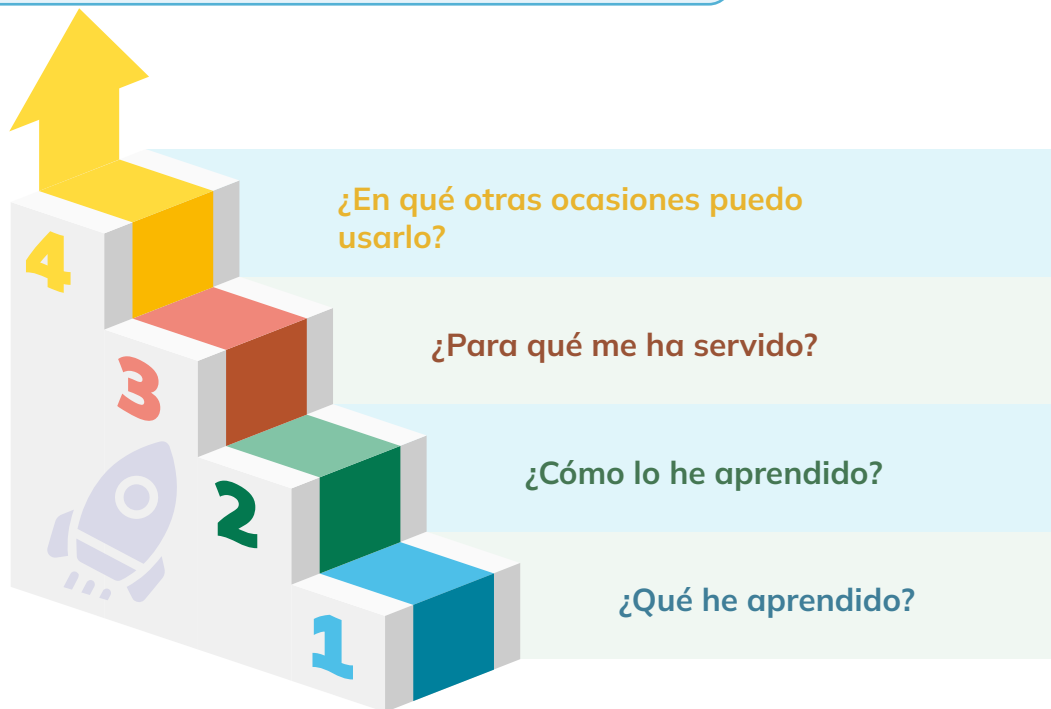 ¿En qué otras ocasiones puedo
usarlo?
4
¿Para qué me ha servido?
3
¿Cómo lo he aprendido?
2
¿Qué he aprendido?
1